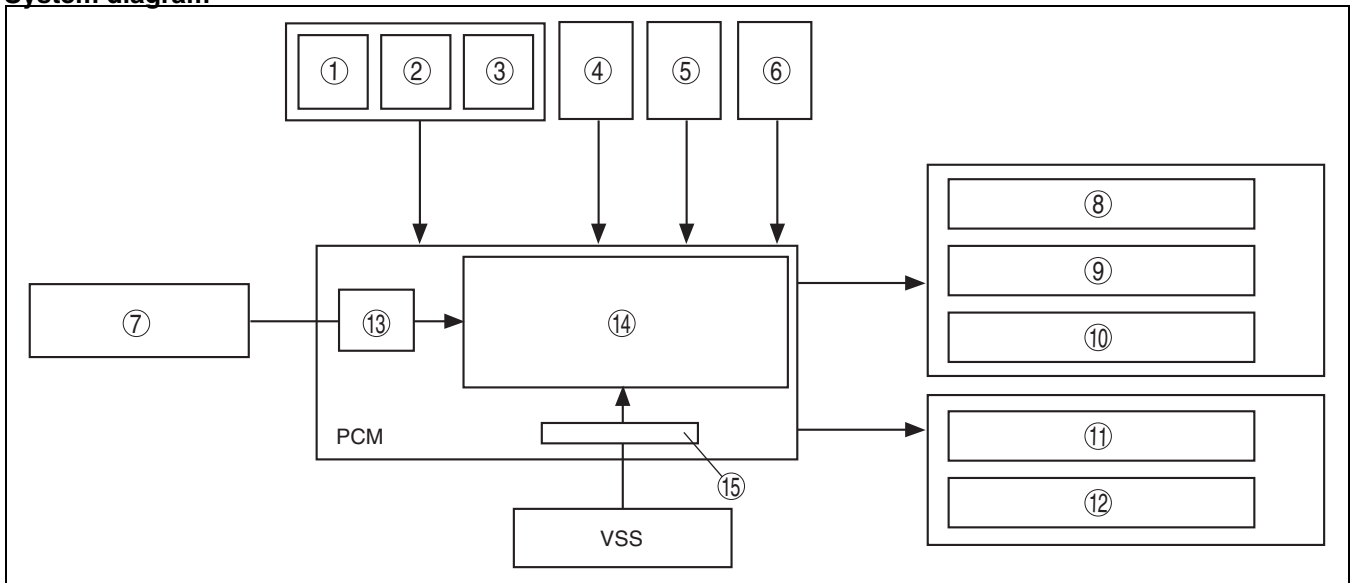 System diagram
① ② ③ ④ ⑤ ⑥
⑧
⑨
⑦ ⑬ ⑭ ⑩
PCM ⑪
⑮ ⑫
VSS